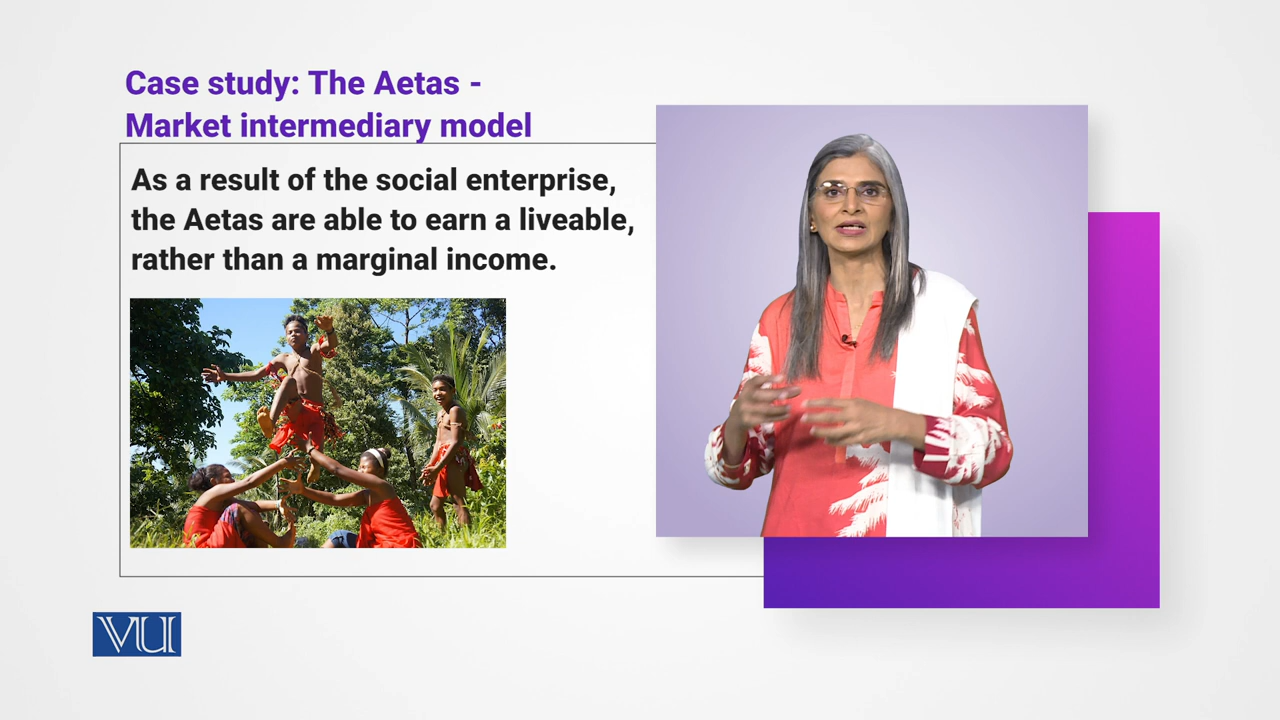 Case study: The Aetas -
Market intermediary model
As a result of the social enterprise,
the Aetas are able to earn a liveable,
rather than a marginal income.
VU